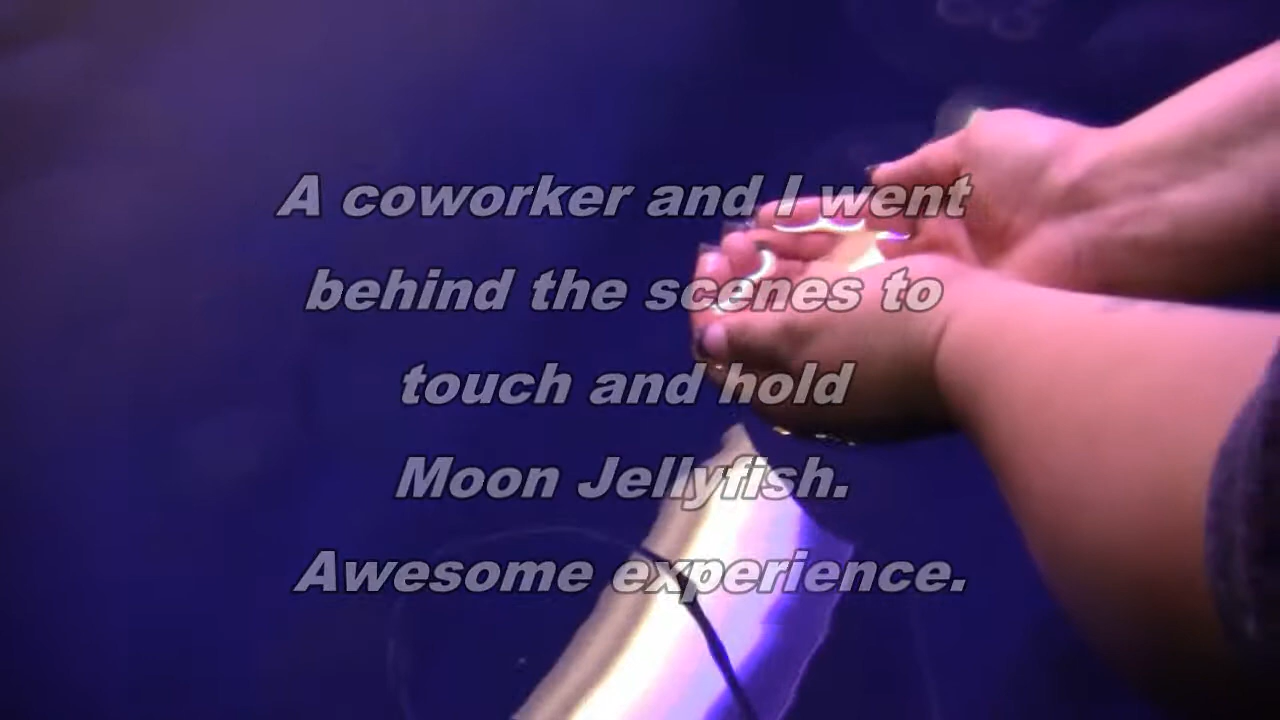 A coworker and I went
behind the scenes to
touch and hold
Moon Jellyfish.
Awesome experience.